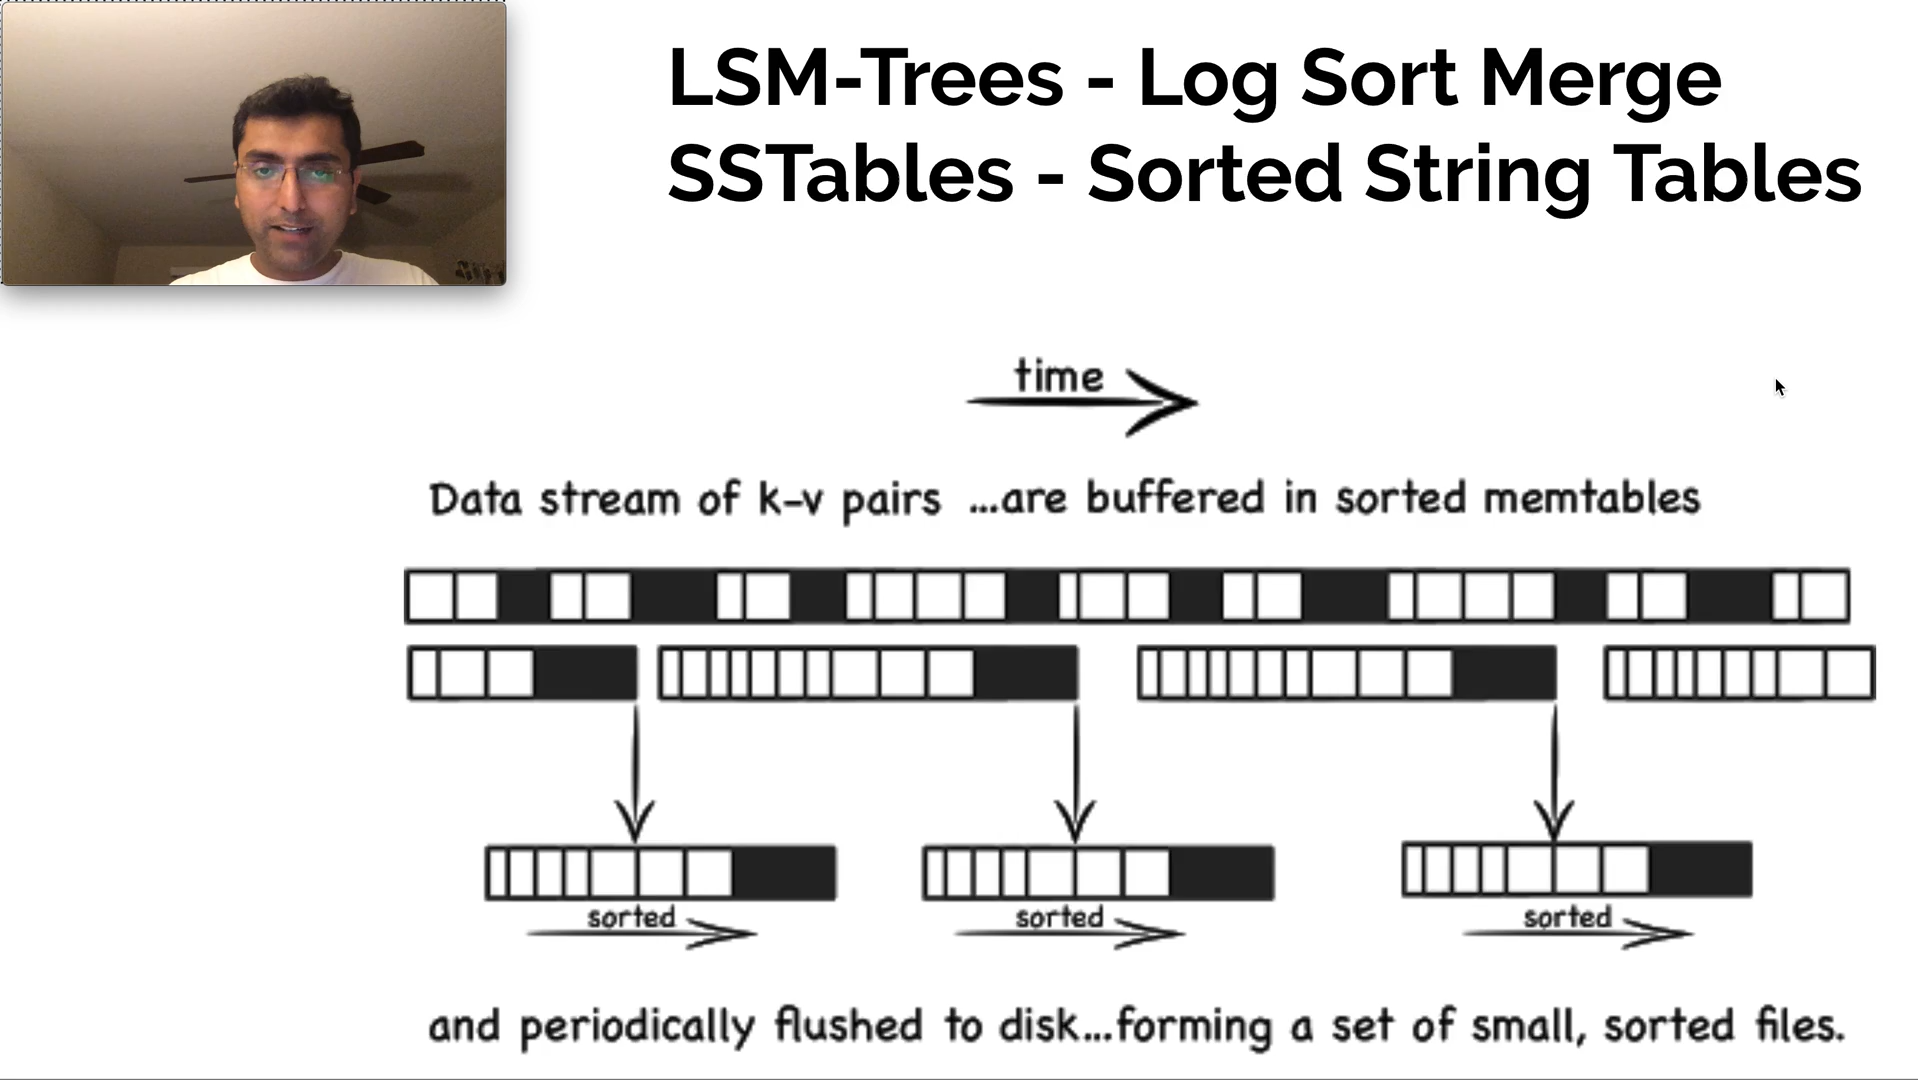 LSM-Trees - Log Sort Merge
SSTables - Sorted String Tables
time
Data stream of k-v pairs ...are buffered in sorted memtables
sorted
sorted
sorted
and periodically flushed to disk...forming a set of small, sorted files.